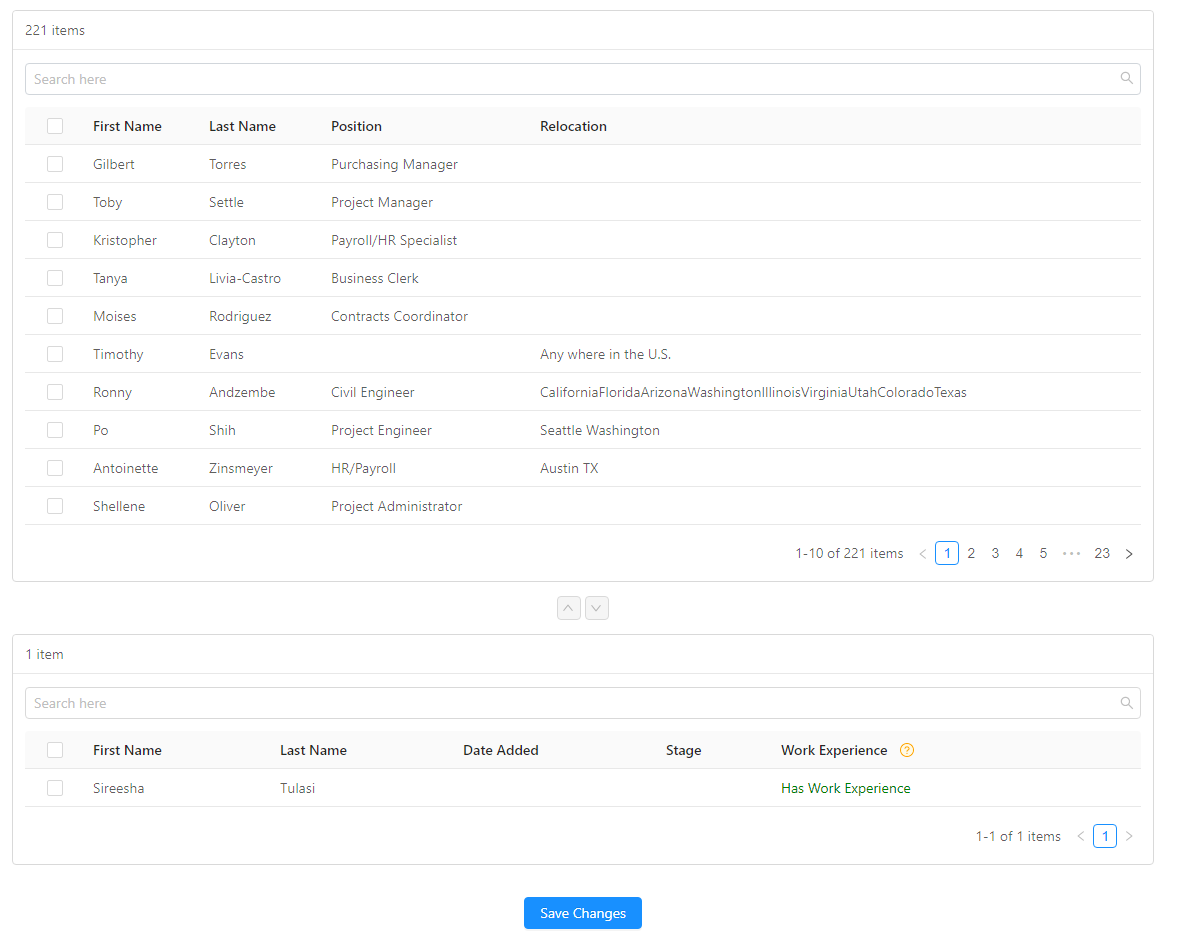 221 items
Search here
First Name Last Name Position Relocation
Gilbert Torres Purchasing Manager
Toby Settle Project Manager
Kristopher Clayton Payroll/HR Specialist
Tanya Livia-Castro Business Clerk
Moises Rodriguez Contracts Coordinator
Timothy Evans Any where in the U.S.
Ronny Andzembe Civil Engineer CaliforniaFloridaArizonaWashingtonIllinoisVirginiaUtahColoradoTexas
Po Shih Project Engineer Seattle Washington
Antoinette Zinsmeyer HR/Payroll Austin TX
Shellene Oliver Project Administrator
1-10 of 221 items < 1 2 3 4 5 ••• 23 >
1 item
Search here
First Name Last Name Date Added Stage Work Experience ?
Sireesha Tulasi Has Work Experience
1-1 of 1 items < 1 >
Save Changes